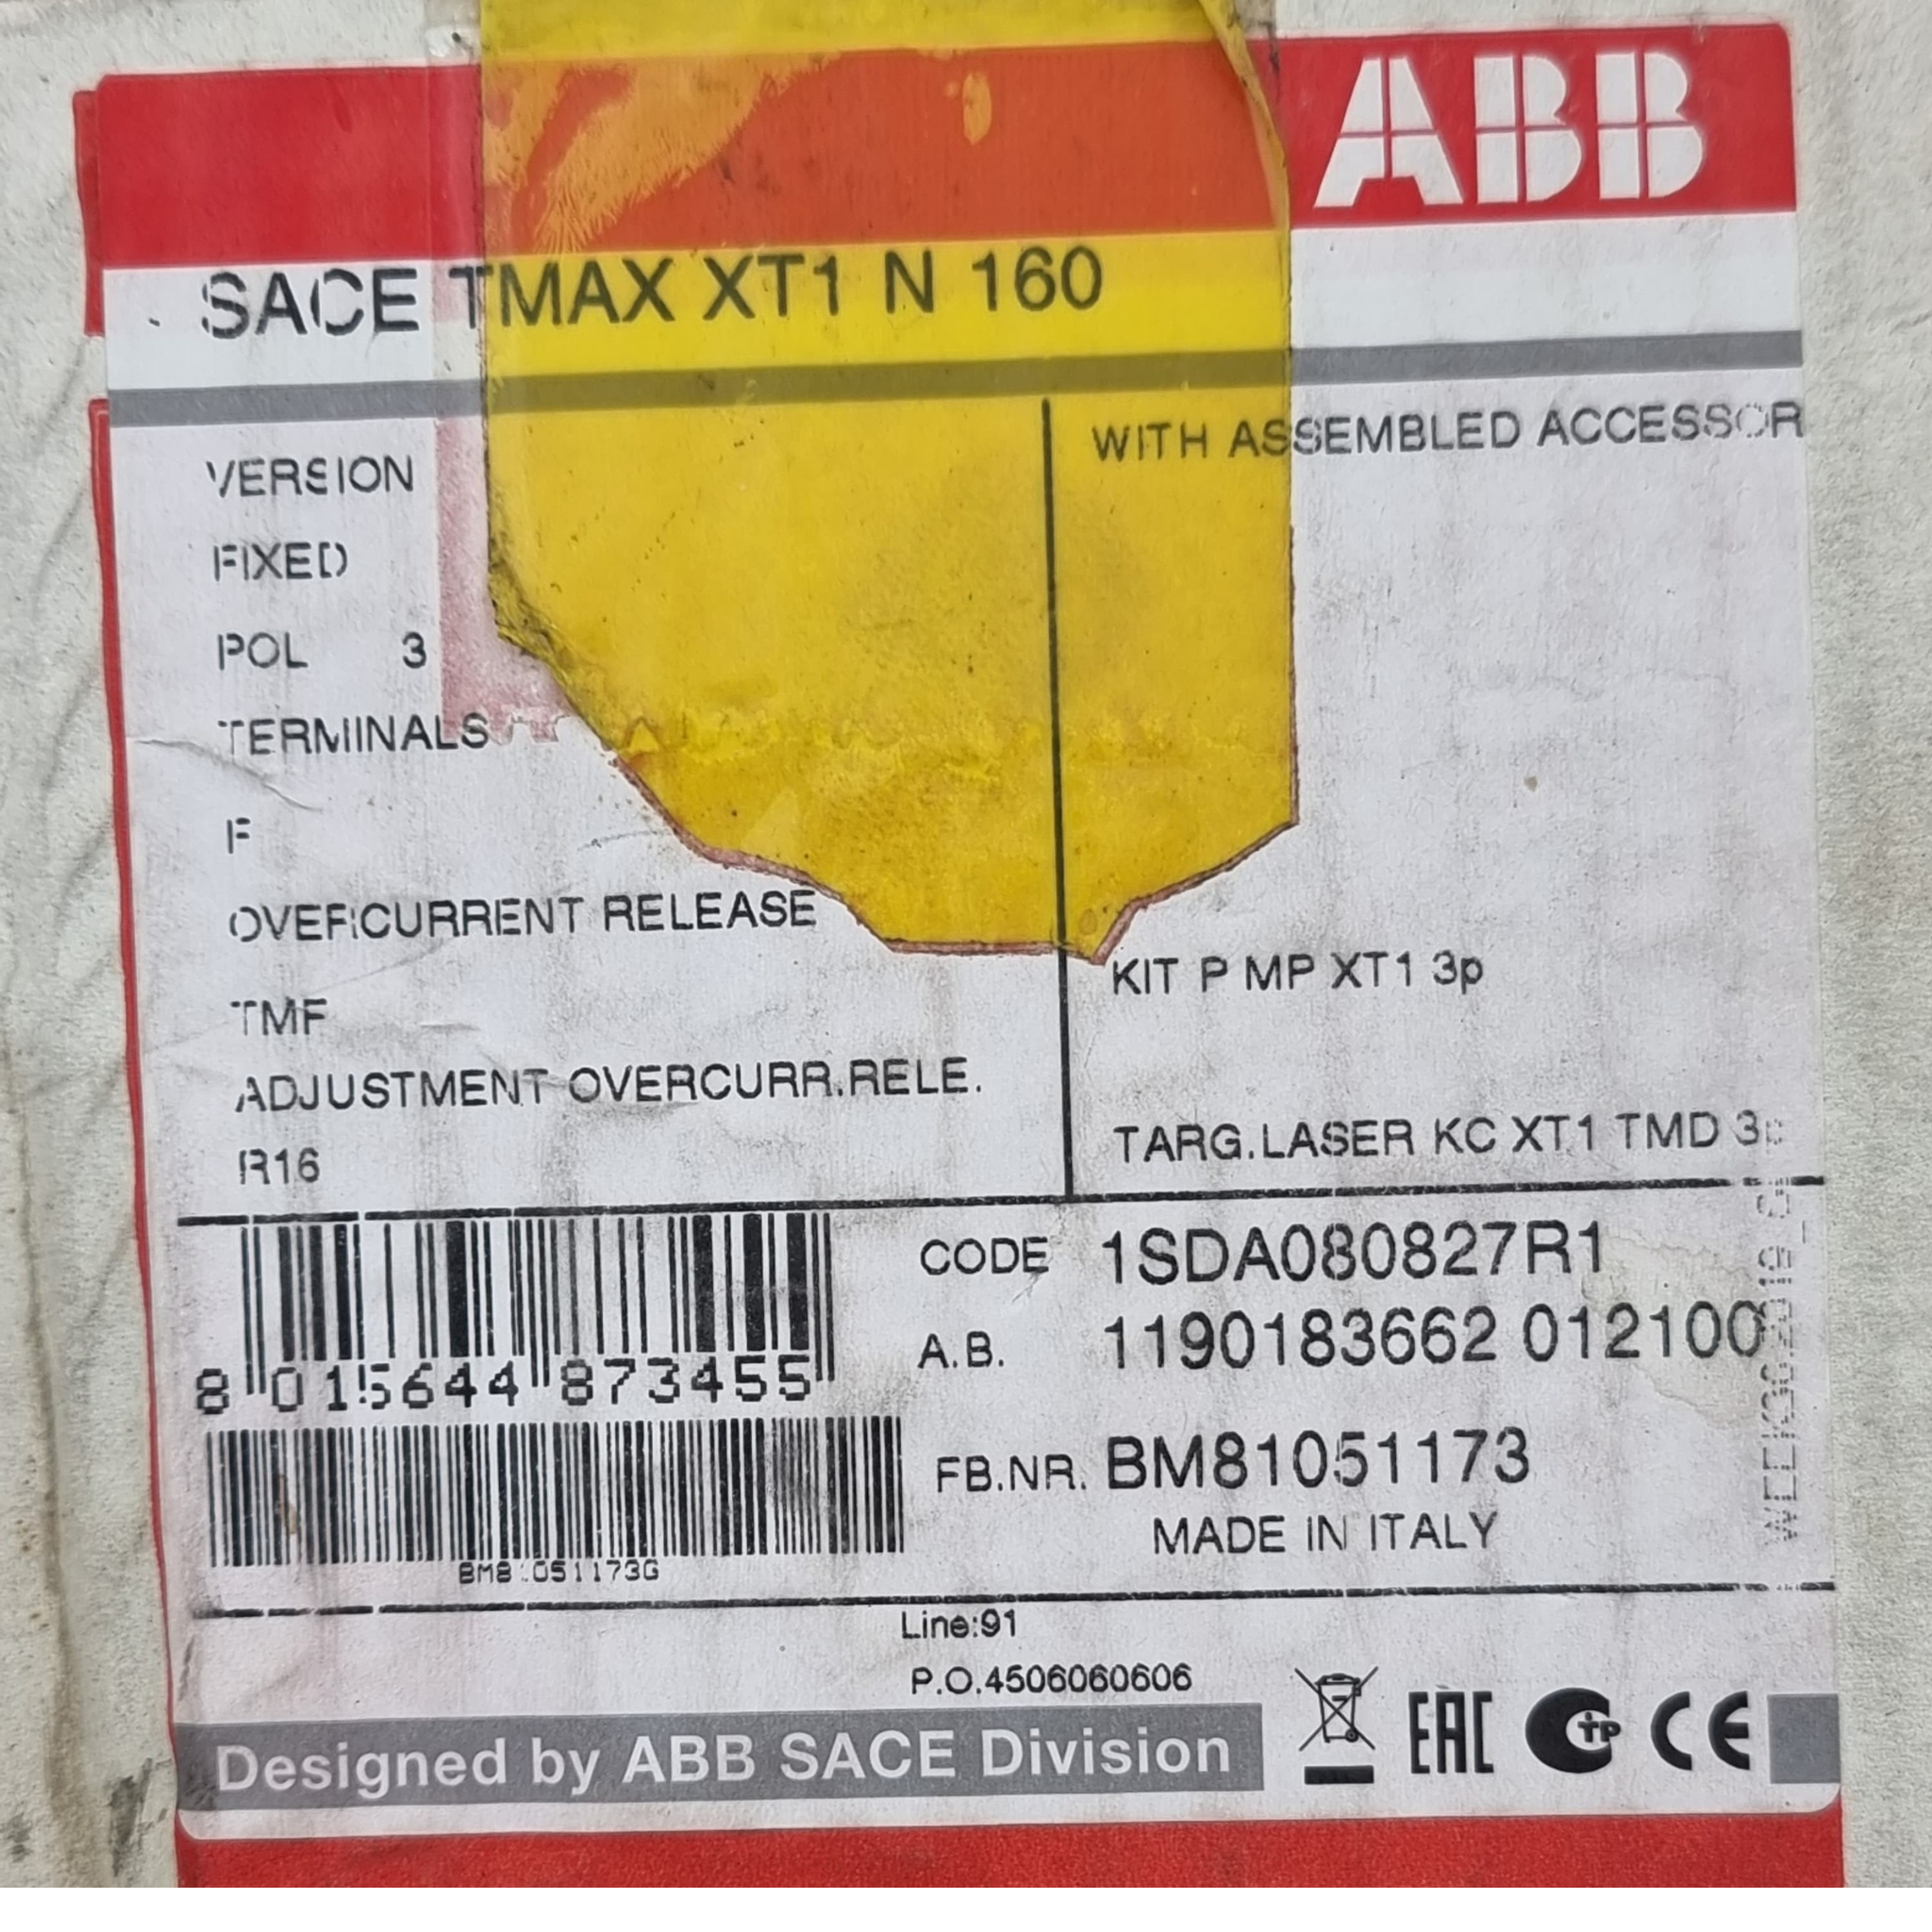 ABB
SACE TMAX XT1 N 160
WITH ASSEMBLED ACCESSOR
VERSION
FIXED
POL 3
TERMINALS
F
OVERCURRENT RELEASE
KIT P MP XT1 3p
TMF
ADJUSTMENT OVERCURR.RELE.
TARG.LASER KC XT1 TMD 3p
R16
CODE 1SDA080827R1
A.B. 1190183662 012100
8 015644 873455
FB.NR. BM81051173
MADE IN ITALY
BM81051173G
Line:91
P.O.4506060606
Designed by ABB SACE Division
EAC
CE